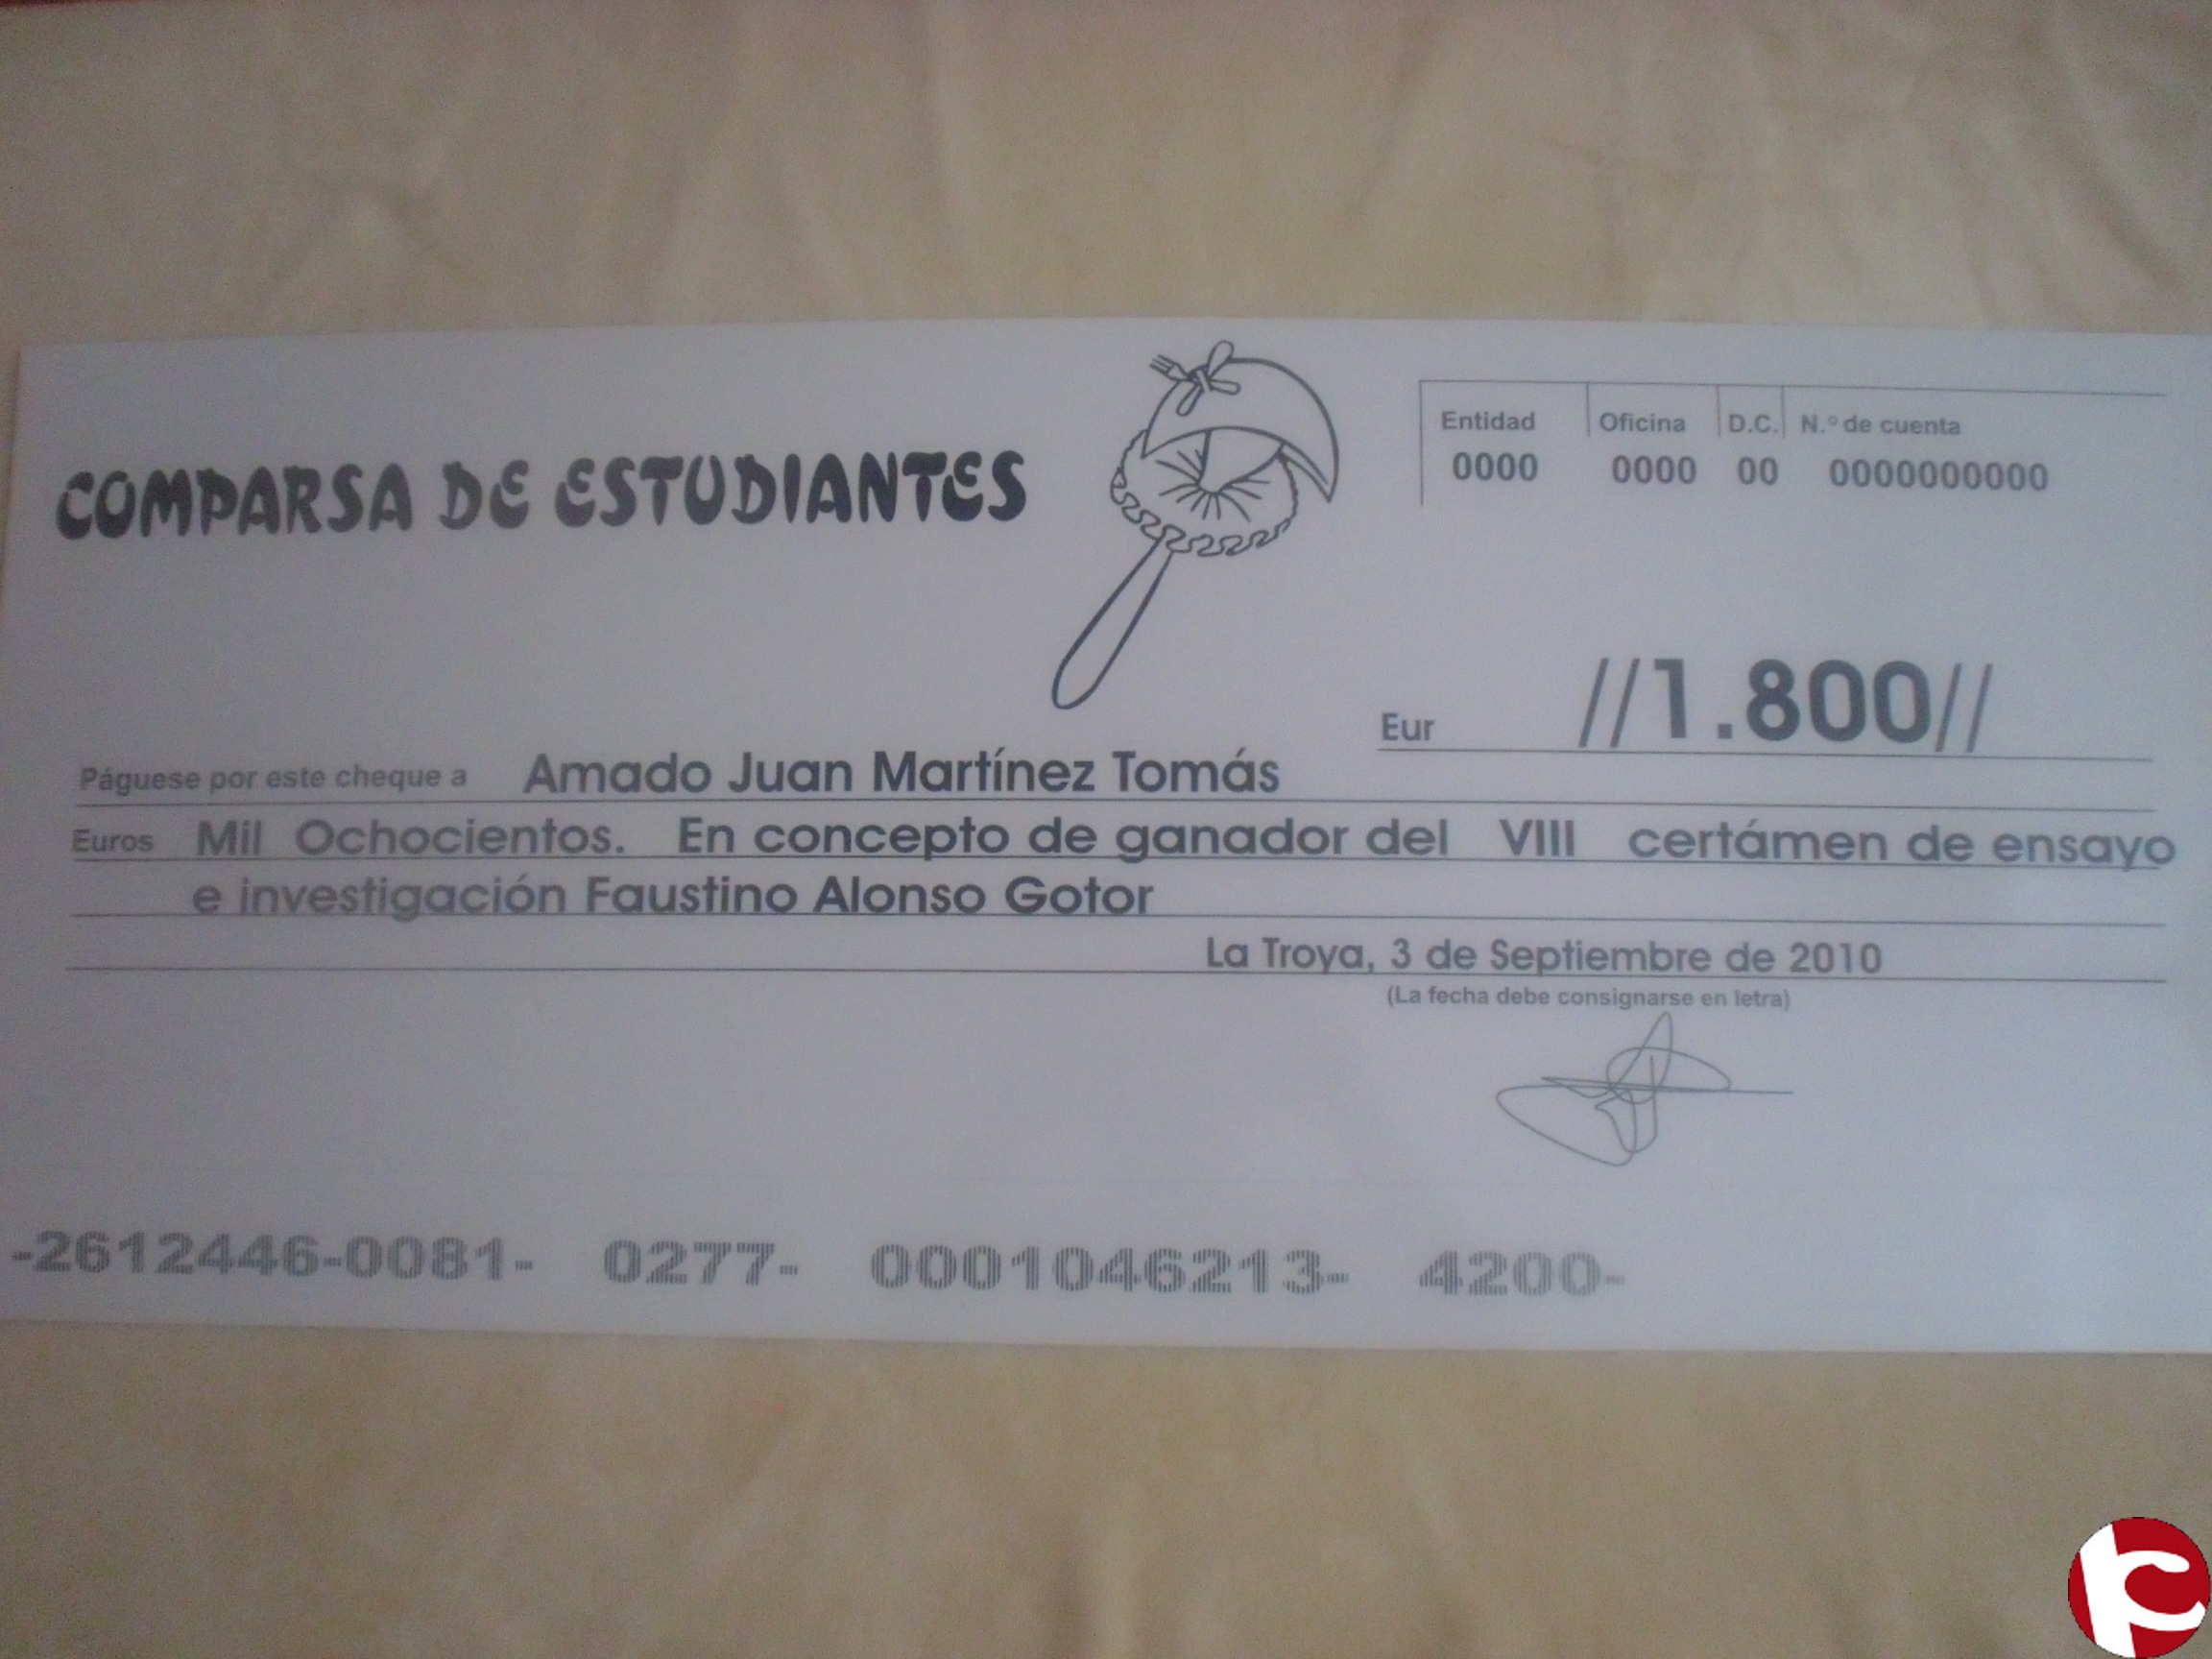 COMPARSA DE ESTUDIANTES
Entidad Oficina D.C. N.º de cuenta
0000 0000 00 0000000000
Eur //1.800//
Páguese por este cheque a Amado Juan Martínez Tomás
Euros Mil Ochocientos. En concepto de ganador del VIII certámen de ensayo
e investigación Faustino Alonso Gotor
La Troya, 3 de Septiembre de 2010
(La fecha debe consignarse en letra)
-2612446-0081- 0277- 0001046213- 4200-